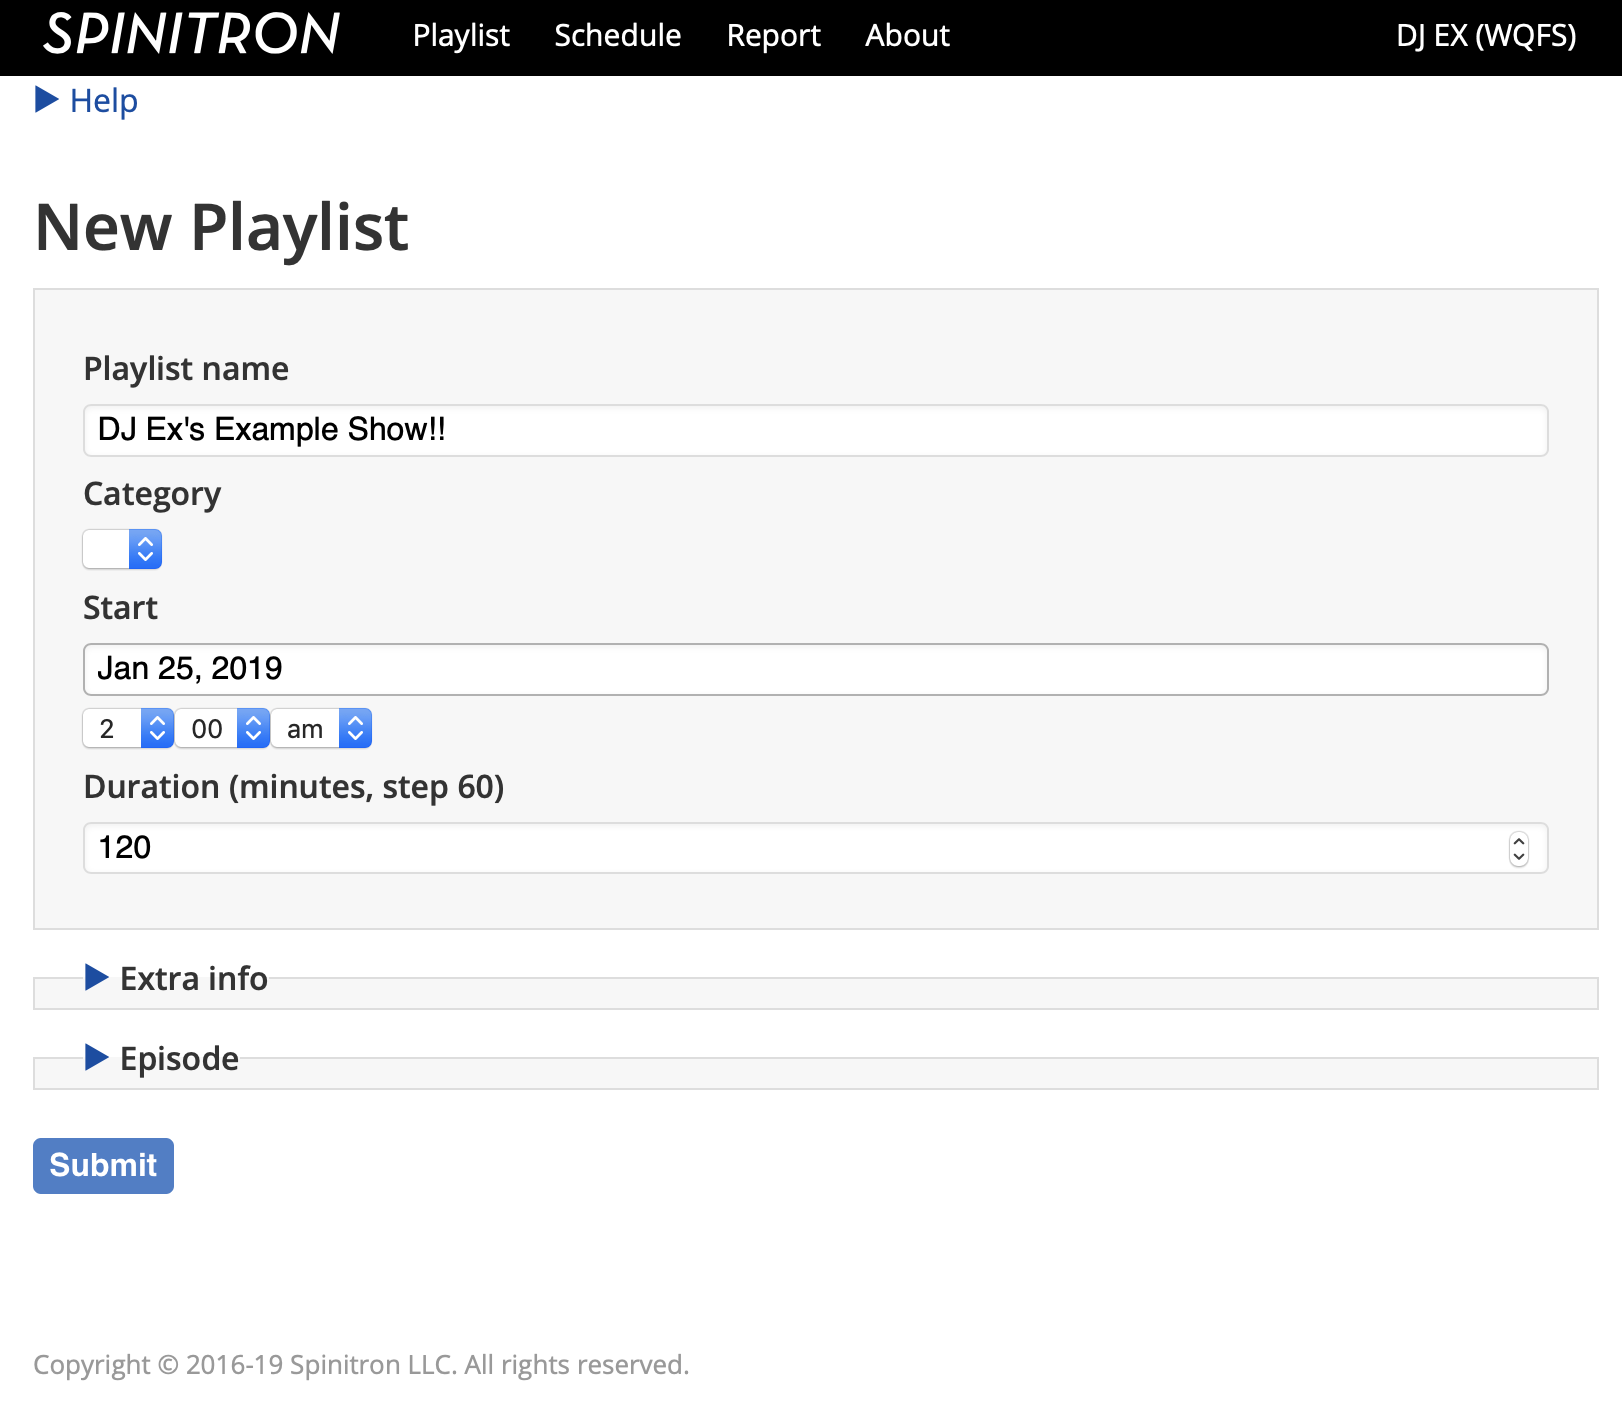 SPINITRON Playlist Schedule Report About DJ EX (WQFS)
Help
New Playlist
Playlist name
DJ Ex's Example Show!!
Category
Start
Jan 25, 2019
2 00 am
Duration (minutes, step 60)
120
Extra info
Episode
Submit
Copyright © 2016-19 Spinitron LLC. All rights reserved.